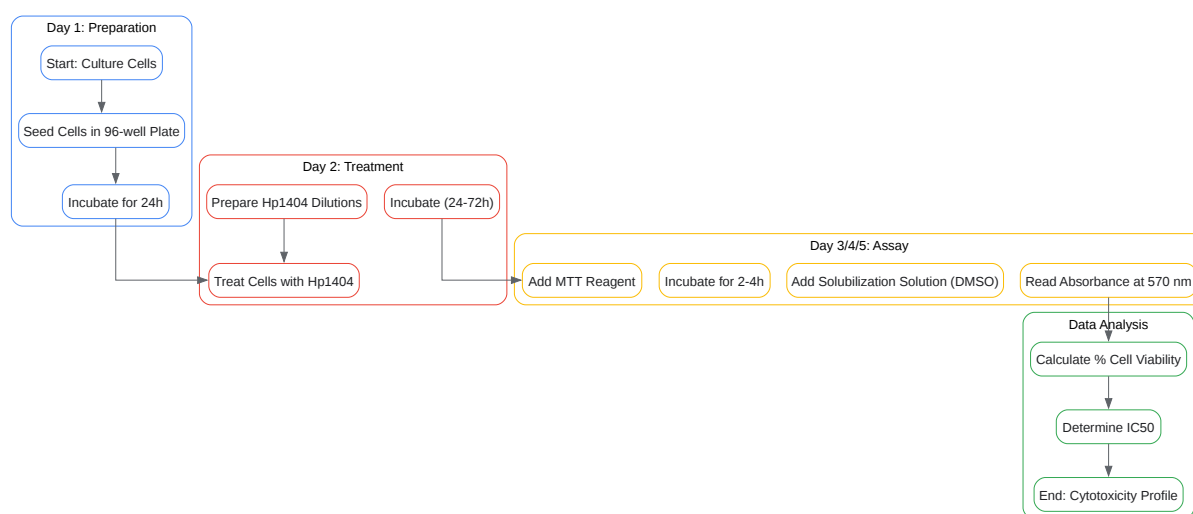 Day 1: Preparation
Start: Culture Cells
Seed Cells in 96-well Plate
Incubate for 24h
Day 2: Treatment
Prepare Hp1404 Dilutions
Incubate (24-72h)
Treat Cells with Hp1404
Day 3/4/5: Assay
Add MTT Reagent
Incubate for 2-4h
Add Solubilization Solution (DMSO)
Read Absorbance at 570 nm
Data Analysis
Calculate % Cell Viability
Determine IC50
End: Cytotoxicity Profile